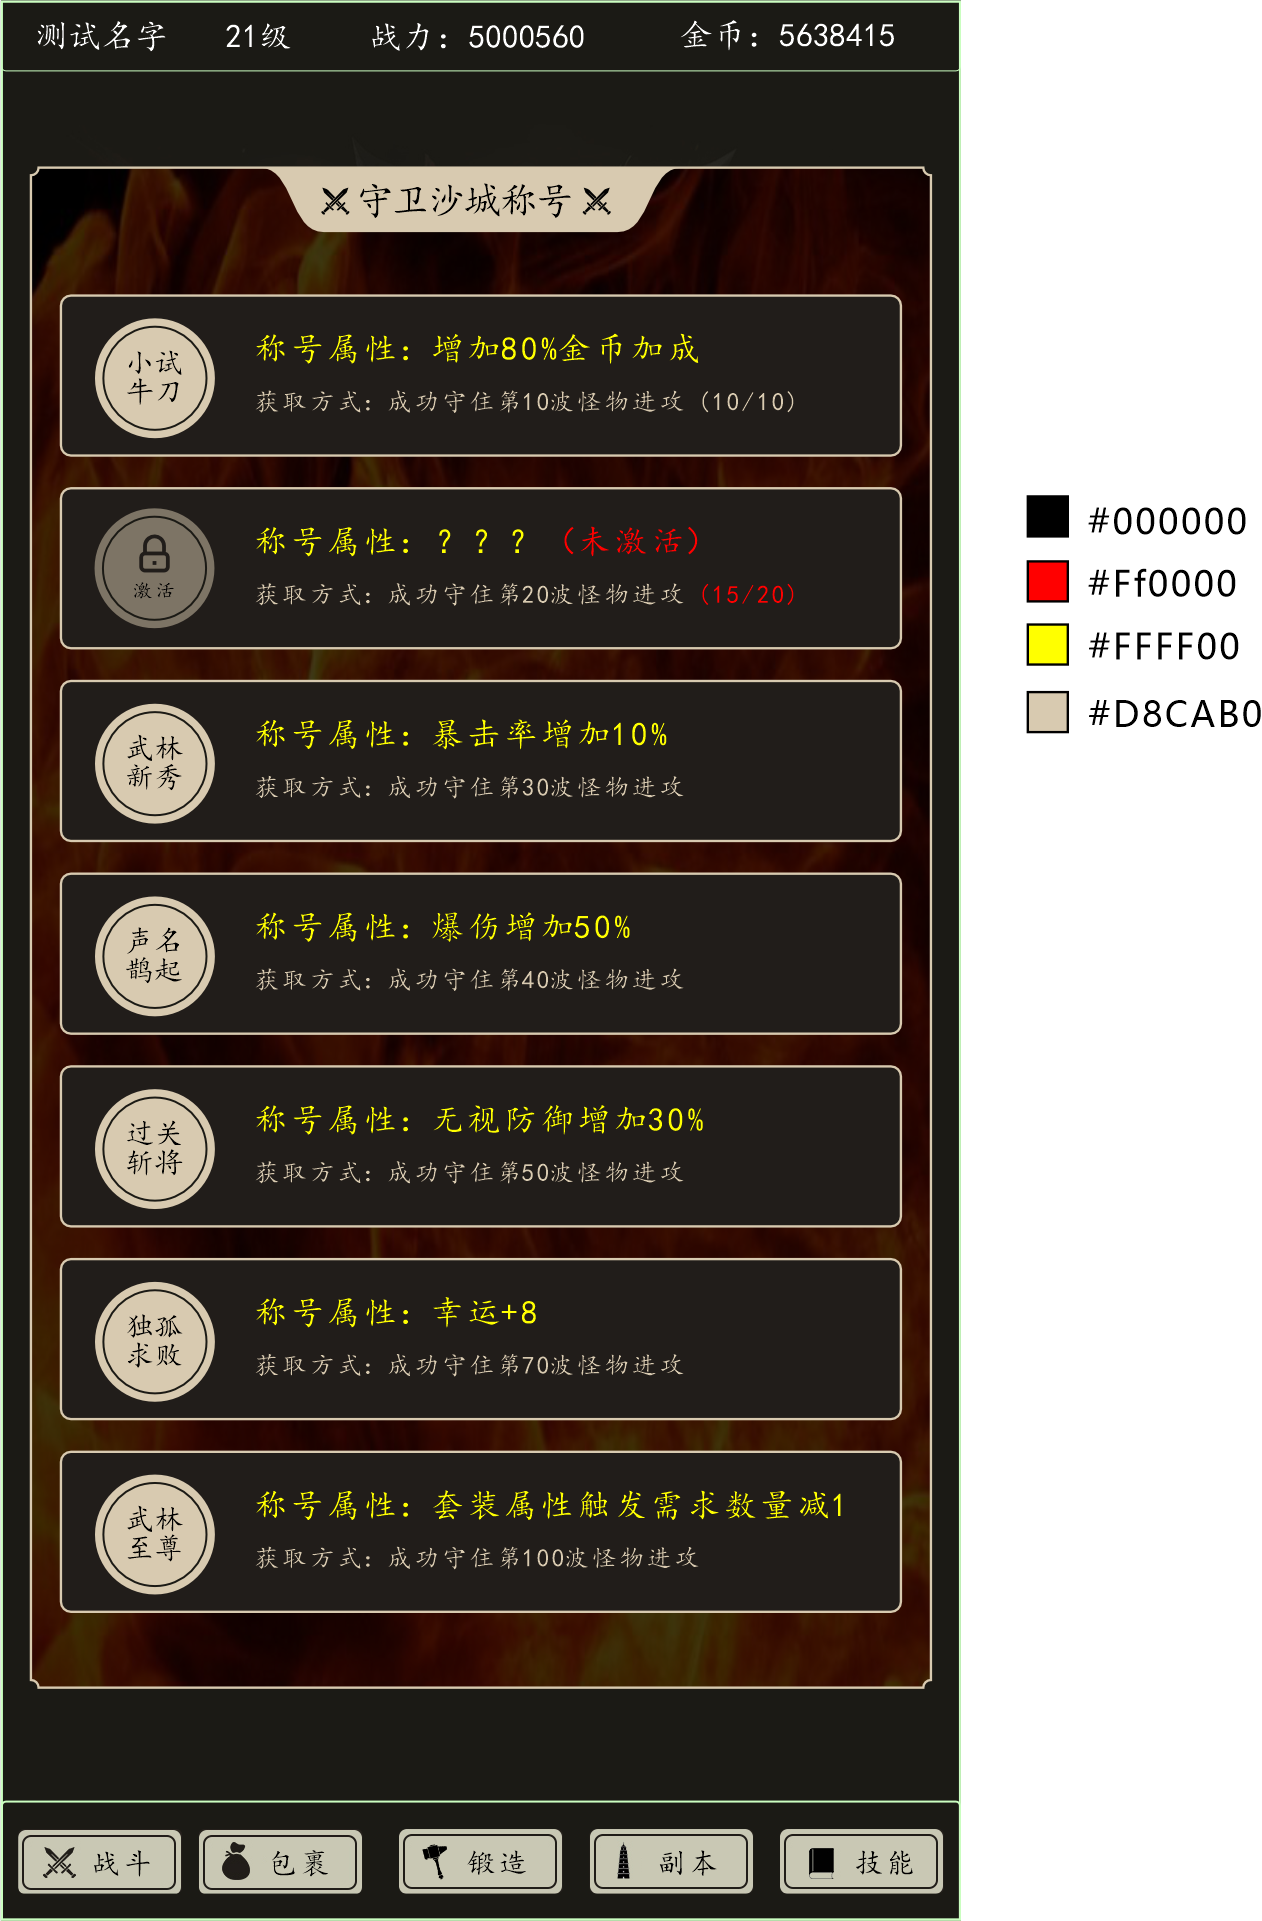 测试名字 21级 战力：5000560 金币：5638415
守卫沙城称号
小试
牛刀
称号属性：增加80%金币加成
获取方式：成功守住第10波怪物进攻（10/10）
激活
称号属性：？？？（未激活）
获取方式：成功守住第20波怪物进攻（15/20）
武林
新秀
称号属性：暴击率增加10%
获取方式：成功守住第30波怪物进攻
声名
鹊起
称号属性：爆伤增加50%
获取方式：成功守住第40波怪物进攻
过关
斩将
称号属性：无视防御增加30%
获取方式：成功守住第50波怪物进攻
独孤
求败
称号属性：幸运+8
获取方式：成功守住第70波怪物进攻
武林
至尊
称号属性：套装属性触发需求数量减1
获取方式：成功守住第100波怪物进攻
战斗 包裹 锻造 副本 技能
#000000
#Ff0000
#FFFF00
#D8CAB0